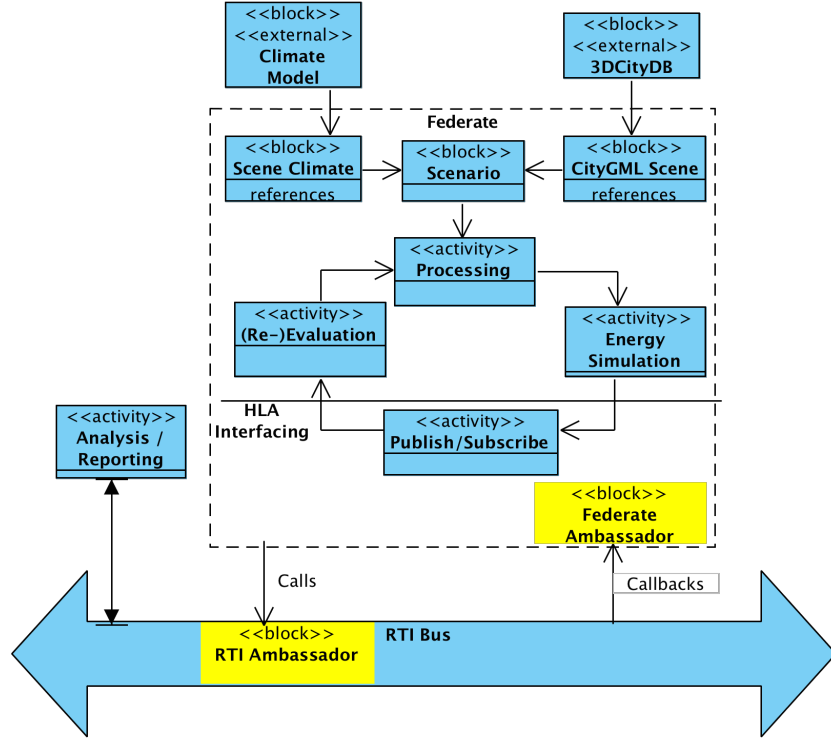 <<block>>
<<external>>
Climate
Model
<<block>>
<<external>>
3DCityDB
Federate
<<block>>
Scene Climate
references
<<block>>
Scenario
<<block>>
CityGML Scene
references
<<activity>>
Processing
<<activity>>
(Re-)Evaluation
<<activity>>
Energy
Simulation
HLA
Interfacing
<<activity>>
Publish/Subscribe
<<activity>>
Analysis /
Reporting
<<block>>
Federate
Ambassador
Calls
Callbacks
<<block>>
RTI Ambassador
RTI Bus